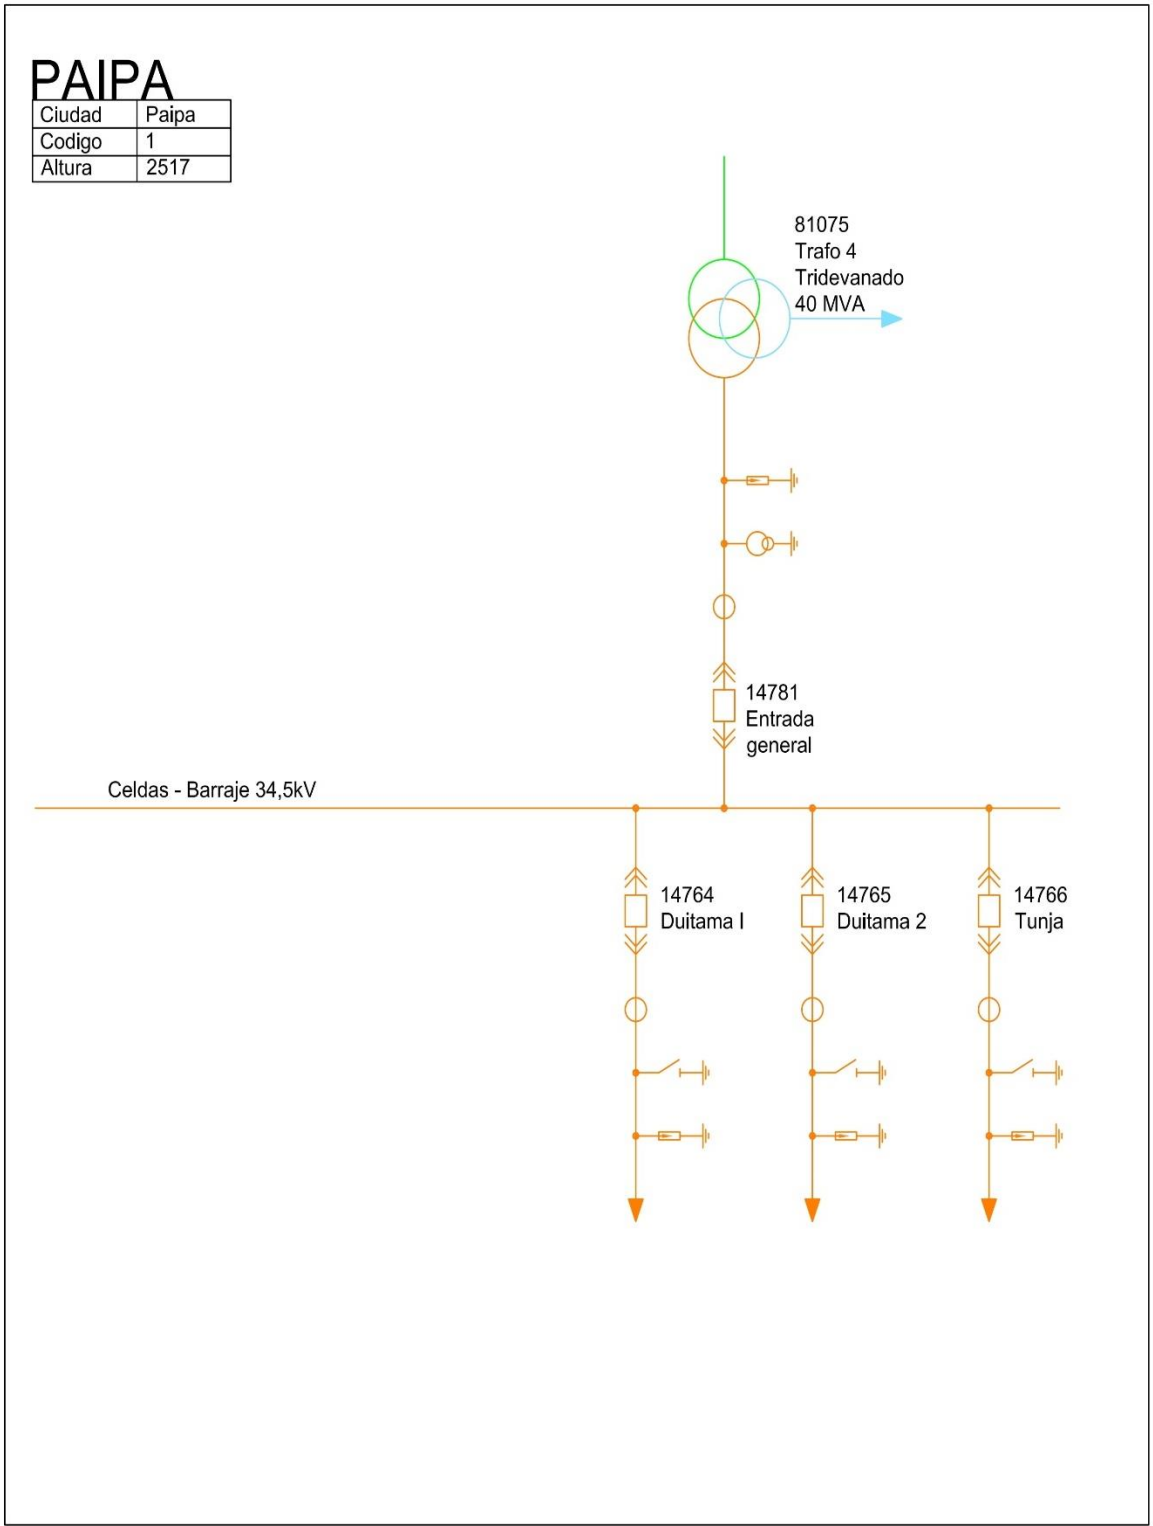 PAIPA
Ciudad Paipa
Codigo 1
Altura 2517
81075
Trafo 4
Tridevanado
40 MVA
14781
Entrada
general
Celdas - Barraje 34,5kV
14764
Duitama I
14765
Duitama 2
14766
Tunja